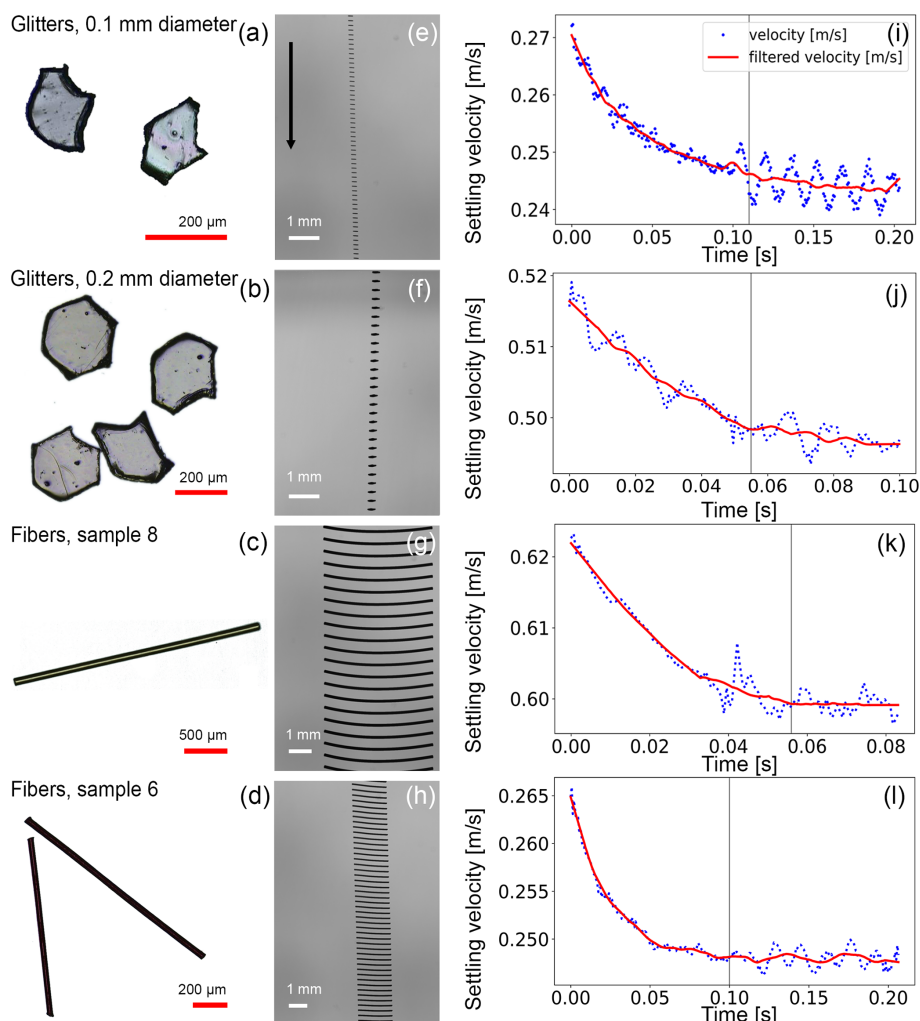 Glitters, 0.1 mm diameter
(a)
200 µm
(e)
1 mm
(i)
velocity [m/s]
filtered velocity [m/s]
Settling velocity [m/s]
0.27
0.26
0.25
0.24
0.00 0.05 0.10 0.15 0.20
Time [s]
Glitters, 0.2 mm diameter
(b)
200 µm
(f)
1 mm
(j)
Settling velocity [m/s]
0.52
0.51
0.50
0.00 0.02 0.04 0.06 0.08 0.10
Time [s]
Fibers, sample 8
(c)
500 µm
(g)
1 mm
(k)
Settling velocity [m/s]
0.62
0.61
0.60
0.00 0.02 0.04 0.06 0.08
Time [s]
Fibers, sample 6
(d)
200 µm
(h)
1 mm
(l)
Settling velocity [m/s]
0.265
0.260
0.255
0.250
0.00 0.05 0.10 0.15 0.20
Time [s]